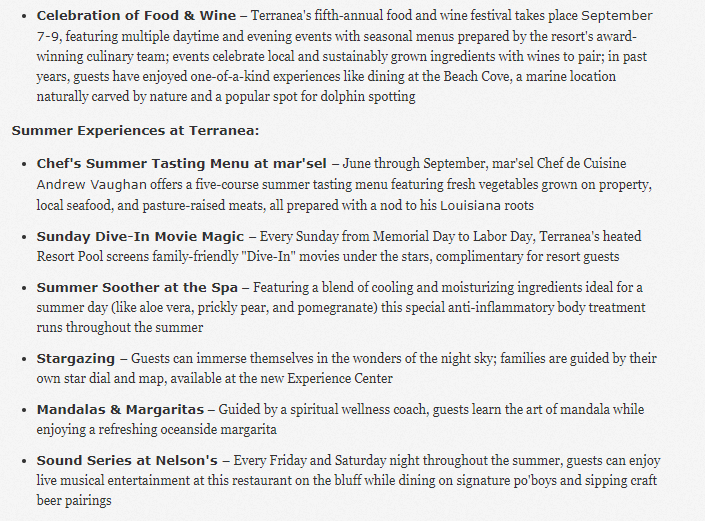 • Celebration of Food & Wine – Terranea's fifth-annual food and wine festival takes place September
7-9, featuring multiple daytime and evening events with seasonal menus prepared by the resort's award-
winning culinary team; events celebrate local and sustainably grown ingredients with wines to pair; in past
years, guests have enjoyed one-of-a-kind experiences like dining at the Beach Cove, a marine location
naturally carved by nature and a popular spot for dolphin spotting
Summer Experiences at Terranea:
• Chef's Summer Tasting Menu at mar'sel – June through September, mar'sel Chef de Cuisine
Andrew Vaughan offers a five-course summer tasting menu featuring fresh vegetables grown on property,
local seafood, and pasture-raised meats, all prepared with a nod to his Louisiana roots
• Sunday Dive-In Movie Magic – Every Sunday from Memorial Day to Labor Day, Terranea's heated
Resort Pool screens family-friendly "Dive-In" movies under the stars, complimentary for resort guests
• Summer Soother at the Spa – Featuring a blend of cooling and moisturizing ingredients ideal for a
summer day (like aloe vera, prickly pear, and pomegranate) this special anti-inflammatory body treatment
runs throughout the summer
• Stargazing – Guests can immerse themselves in the wonders of the night sky; families are guided by their
own star dial and map, available at the new Experience Center
• Mandalas & Margaritas – Guided by a spiritual wellness coach, guests learn the art of mandala while
enjoying a refreshing oceanside margarita
• Sound Series at Nelson's – Every Friday and Saturday night throughout the summer, guests can enjoy
live musical entertainment at this restaurant on the bluff while dining on signature po'boys and sipping craft
beer pairings